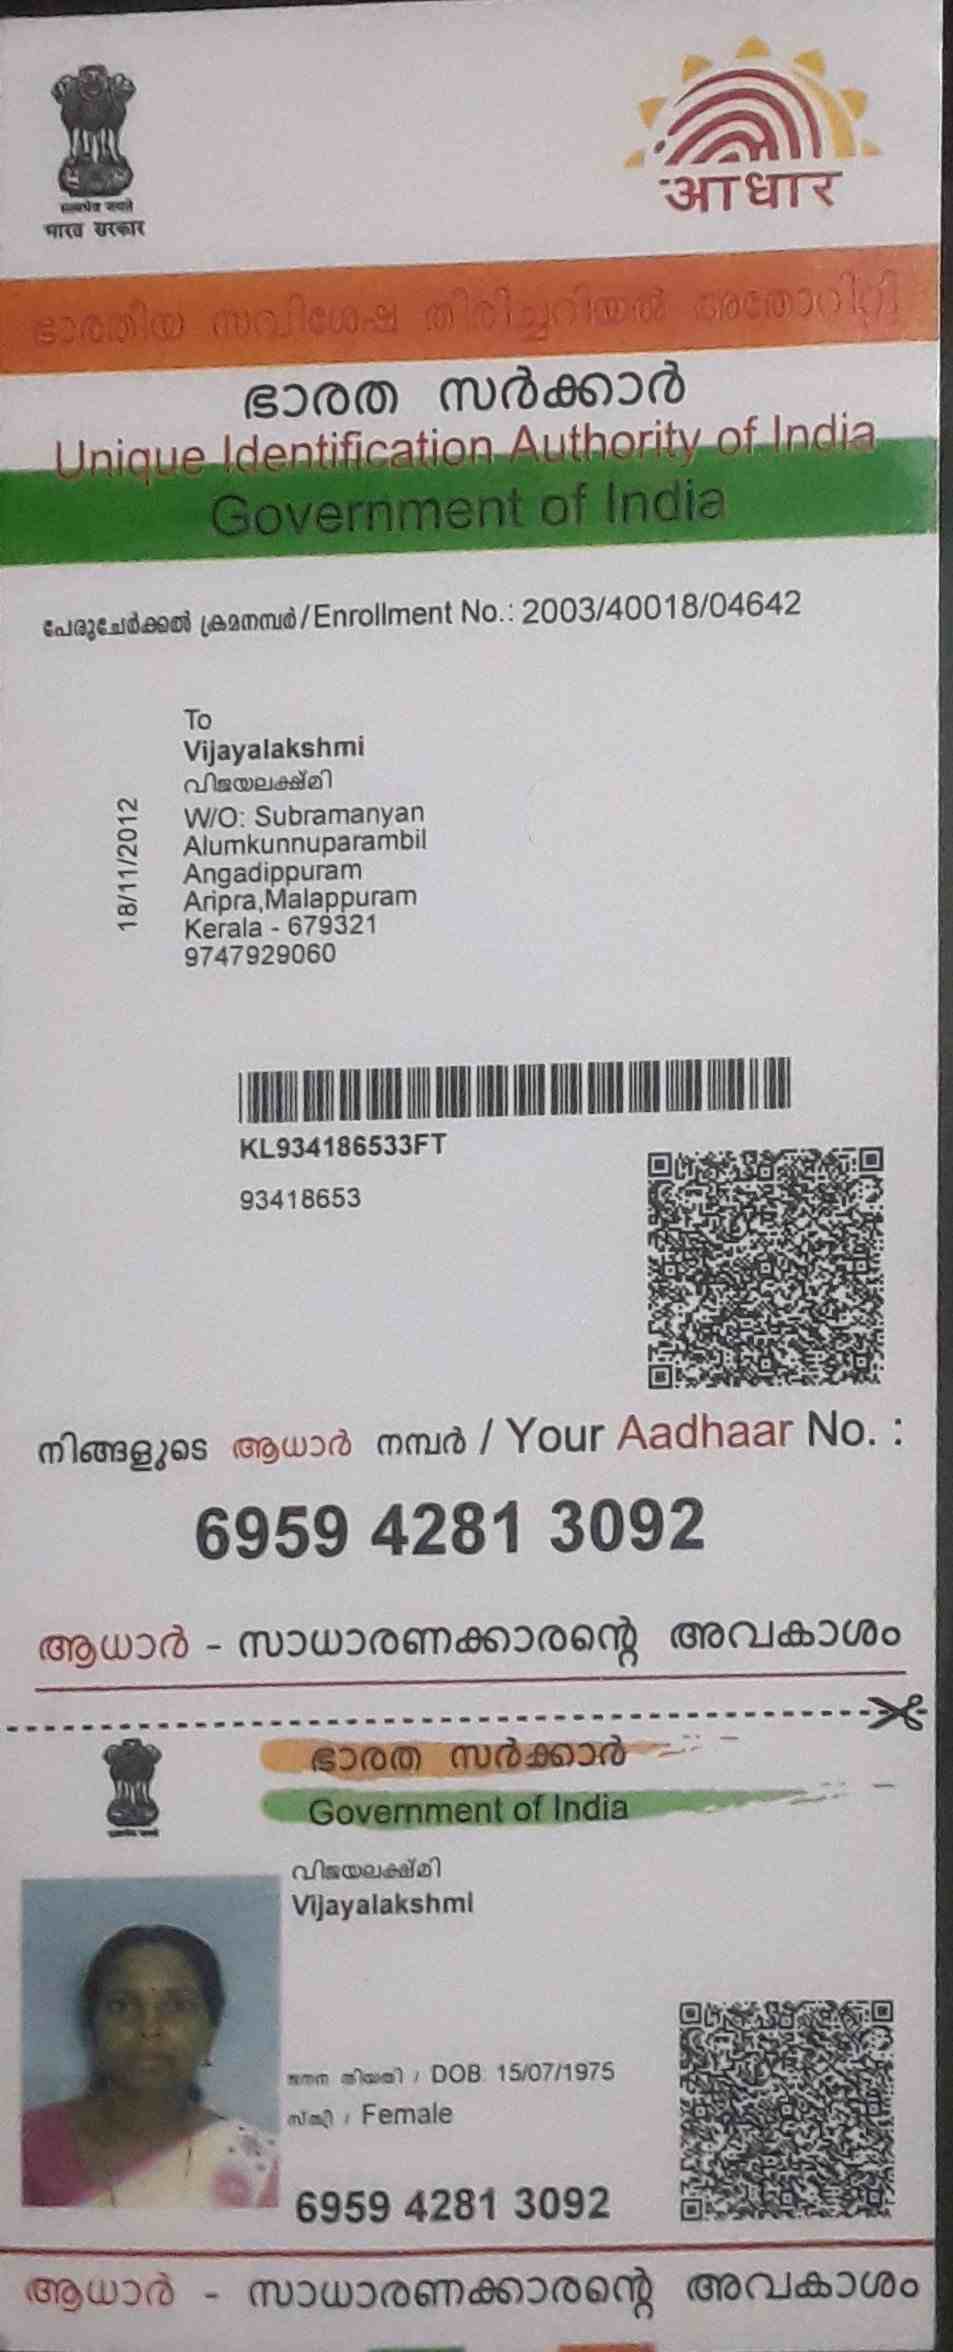 भारत सरकार
आधार
ഭാരതീയ സവിശേഷ തിരിച്ചറിയൽ അതോറിറ്റി
ഭാരത സർക്കാർ
Unique Identification Authority of India
Government of India
പേരുചേർക്കൽ ക്രമനമ്പർ/Enrollment No.: 2003/40018/04642
18/11/2012
To
Vijayalakshmi
വിജയലക്ഷ്മി
W/O: Subramanyan
Alumkunnuparambil
Angadippuram
Aripra,Malappuram
Kerala - 679321
9747929060
KL934186533FT
93418653
നിങ്ങളുടെ ആധാർ നമ്പർ / Your Aadhaar No. :
6959 4281 3092
ആധാർ - സാധാരണക്കാരന്റെ അവകാശം
ഭാരത സർക്കാർ
Government of India
വിജയലക്ഷ്മി
Vijayalakshmi
ജനന തിയതി / DOB: 15/07/1975
സ്ത്രീ / Female
6959 4281 3092
ആധാർ - സാധാരണക്കാരന്റെ അവകാശം